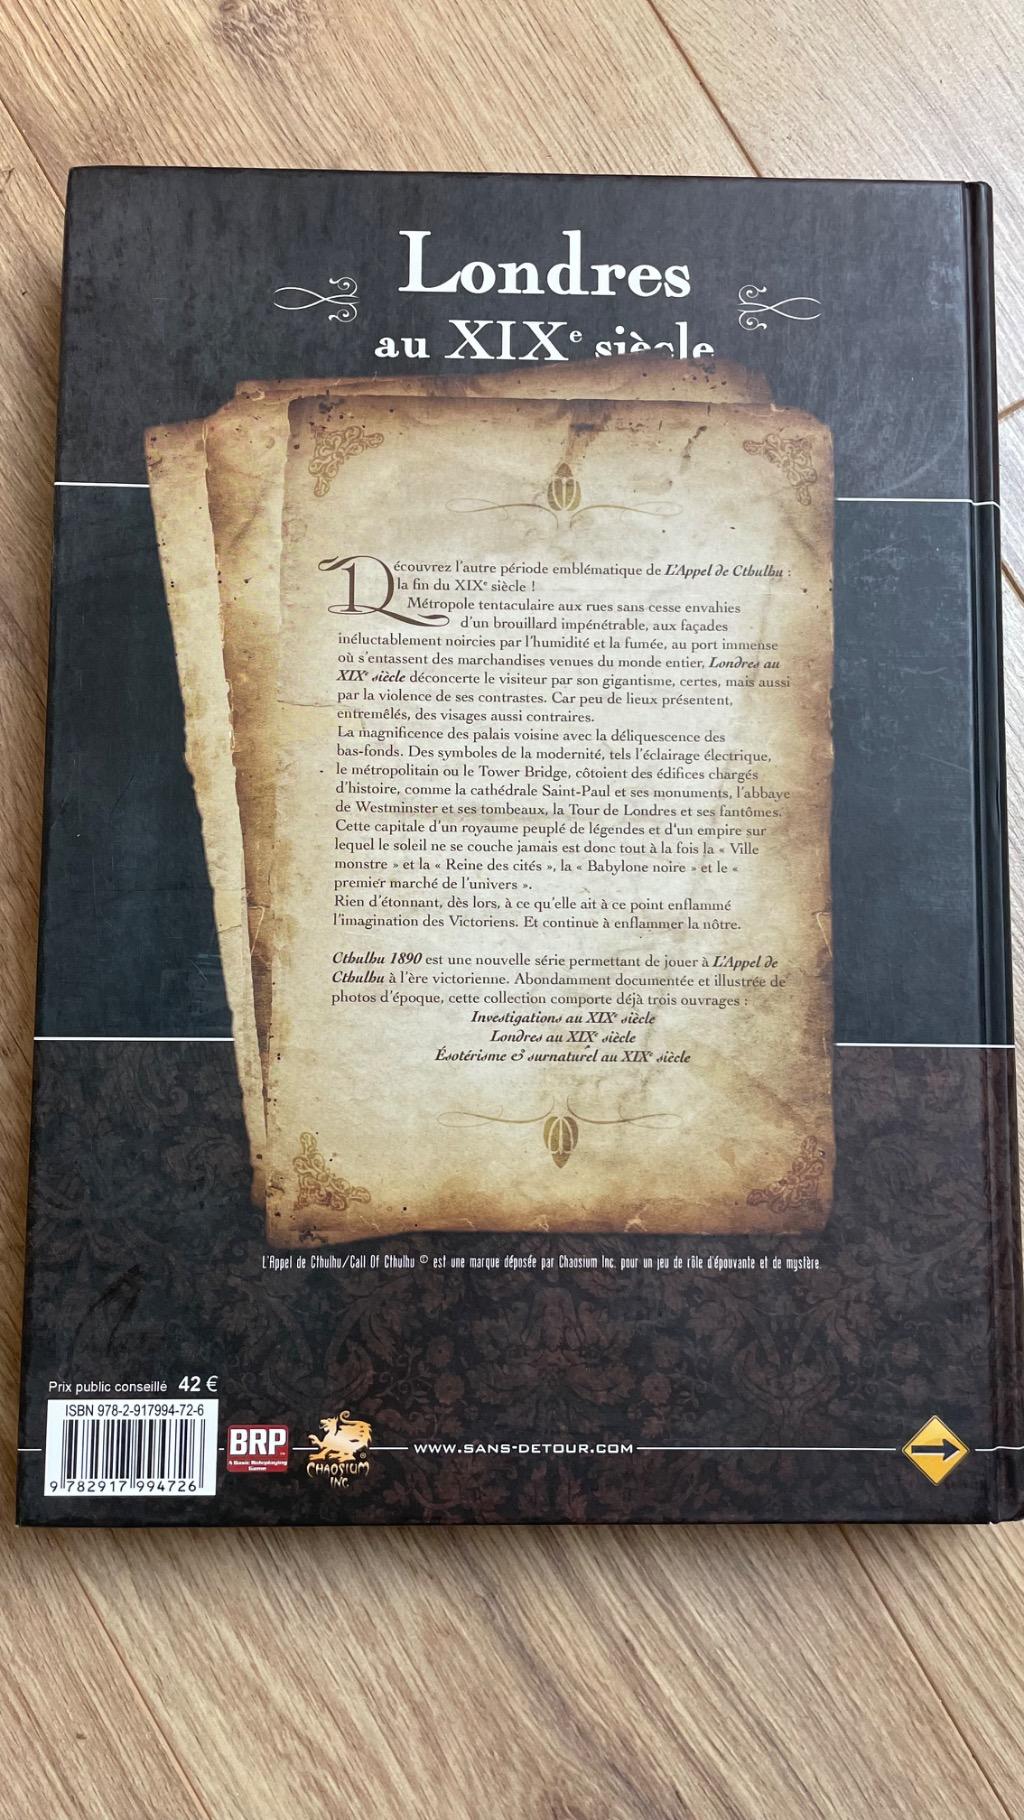 Londres
au XIXe siècle
Découvrez l'autre période emblématique de L'Appel de Cthulhu :
la fin du XIXe siècle !
Métropole tentaculaire aux rues sans cesse envahies
d'un brouillard impénétrable, aux façades
inéluctablement noircies par l'humidité et la fumée, au port immense
où s'entassent des marchandises venues du monde entier, Londres au
XIXe siècle déconcerte le visiteur par son gigantisme, certes, mais aussi
par la violence de ses contrastes. Car peu de lieux présentent,
entremêlés, des visages aussi contraires.
La magnificence des palais voisine avec la déliquescence des
bas-fonds. Des symboles de la modernité, tels l'éclairage électrique,
le métropolitain ou le Tower Bridge, côtoient des édifices chargés
d'histoire, comme la cathédrale Saint-Paul et ses monuments, l'abbaye
de Westminster et ses tombeaux, la Tour de Londres et ses fantômes.
Cette capitale d'un royaume peuplé de légendes et d'un empire sur
lequel le soleil ne se couche jamais est donc tout à la fois la « Ville
monstre » et la « Reine des cités », la « Babylone noire » et le «
premier marché de l'univers ».
Rien d'étonnant, dès lors, à ce qu'elle ait à ce point enflammé
l'imagination des Victoriens. Et continue à enflammer la nôtre.
Cthulhu 1890 est une nouvelle série permettant de jouer à L'Appel de
Cthulhu à l'ère victorienne. Abondamment documentée et illustrée de
photos d'époque, cette collection comporte déjà trois ouvrages :
Investigations au XIXe siècle
Londres au XIXe siècle
Ésotérisme & surnaturel au XIXe siècle
L'Appel de Cthulhu/Call Of Cthulhu © est une marque déposée par Chaosium Inc. pour un jeu de rôle d'épouvante et de mystère.
Prix public conseillé 42 €
ISBN 978-2-917994-72-6
9 782917 994726
BRP
A Basic Roleplaying
Game
CHAOSIUM
INC.
WWW.SANS-DETOUR.COM